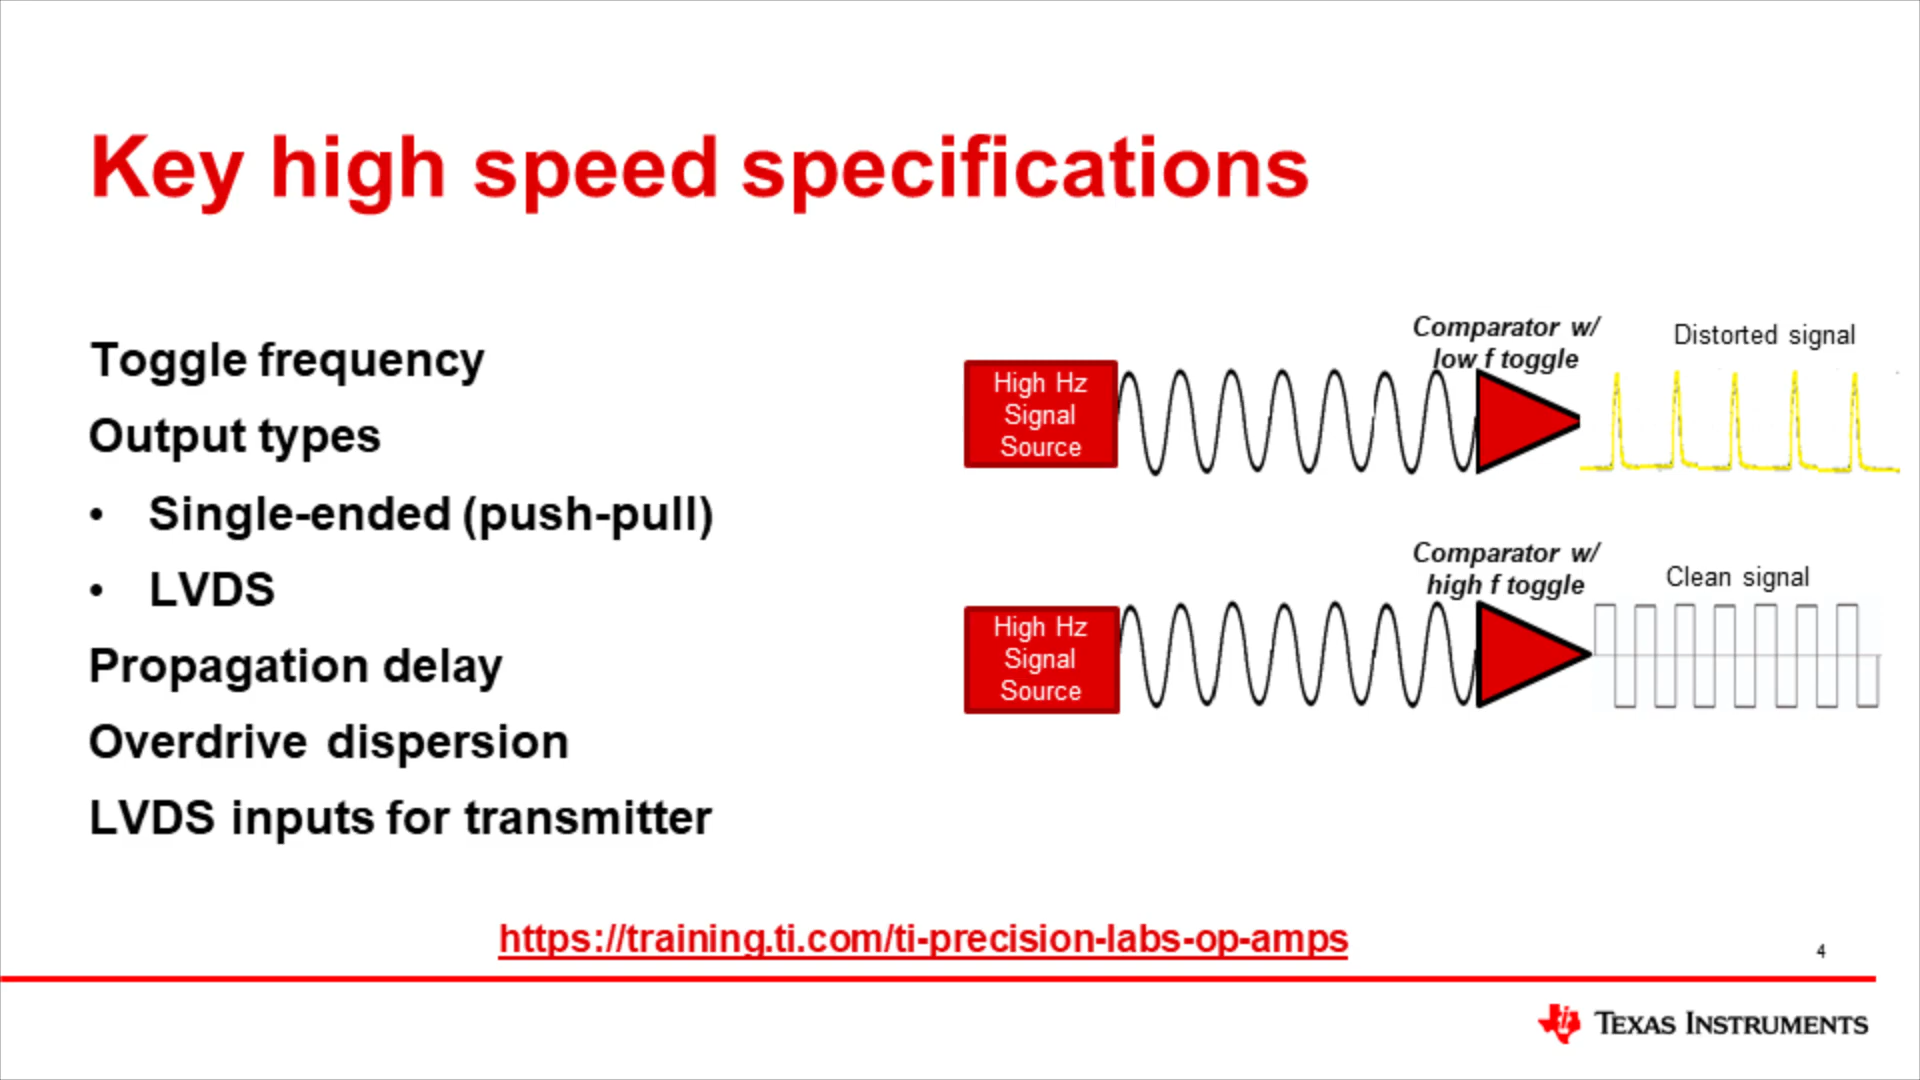 Key high speed specifications
Toggle frequency
Output types
• Single-ended (push-pull)
• LVDS
Propagation delay
Overdrive dispersion
LVDS inputs for transmitter
Comparator w/
low f toggle
Distorted signal
High Hz
Signal
Source
Comparator w/
high f toggle
Clean signal
High Hz
Signal
Source
https://training.ti.com/ti-precision-labs-op-amps
4
TEXAS INSTRUMENTS